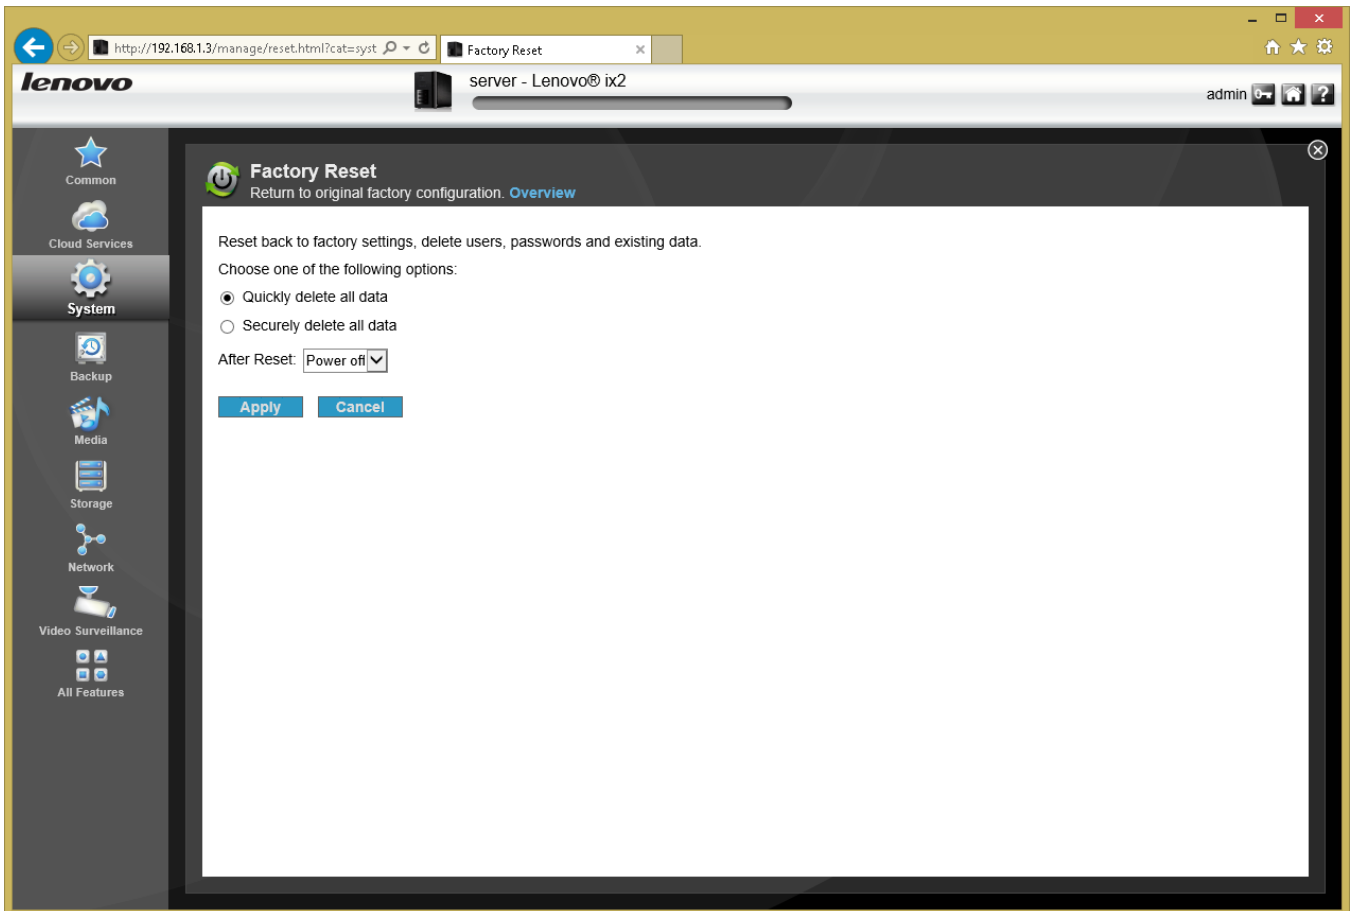 http://192.168.1.3/manage/reset.html?cat=syst
Factory Reset
lenovo
server - Lenovo® ix2
admin
Common
Cloud Services
System
Backup
Media
Storage
Network
Video Surveillance
All Features
Factory Reset
Return to original factory configuration. Overview
Reset back to factory settings, delete users, passwords and existing data.
Choose one of the following options:
Quickly delete all data
Securely delete all data
After Reset: Power off
Apply Cancel